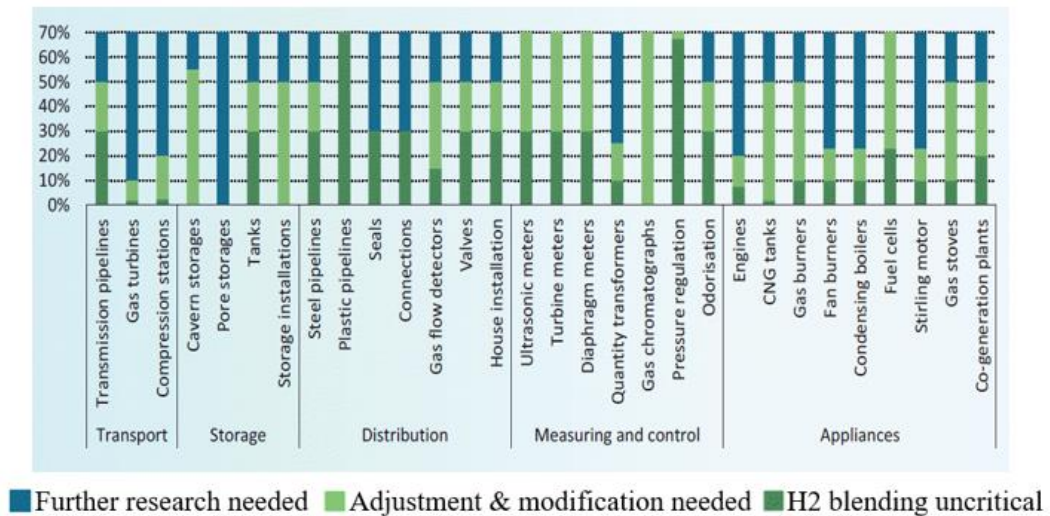 70%
60%
50%
40%
30%
20%
10%
0%
Transmission pipelines
Gas turbines
Compression stations
Cavern storages
Pore storages
Tanks
Storage installations
Steel pipelines
Plastic pipelines
Seals
Connections
Gas flow detectors
Valves
House installation
Ultrasonic meters
Turbine meters
Diaphragm meters
Quantity transformers
Gas chromatographs
Pressure regulation
Odorisation
Engines
CNG tanks
Gas burners
Fan burners
Condensing boilers
Fuel cells
Stirling motor
Gas stoves
Co-generation plants
Transport
Storage
Distribution
Measuring and control
Appliances
Further research needed
Adjustment & modification needed
H2 blending uncritical